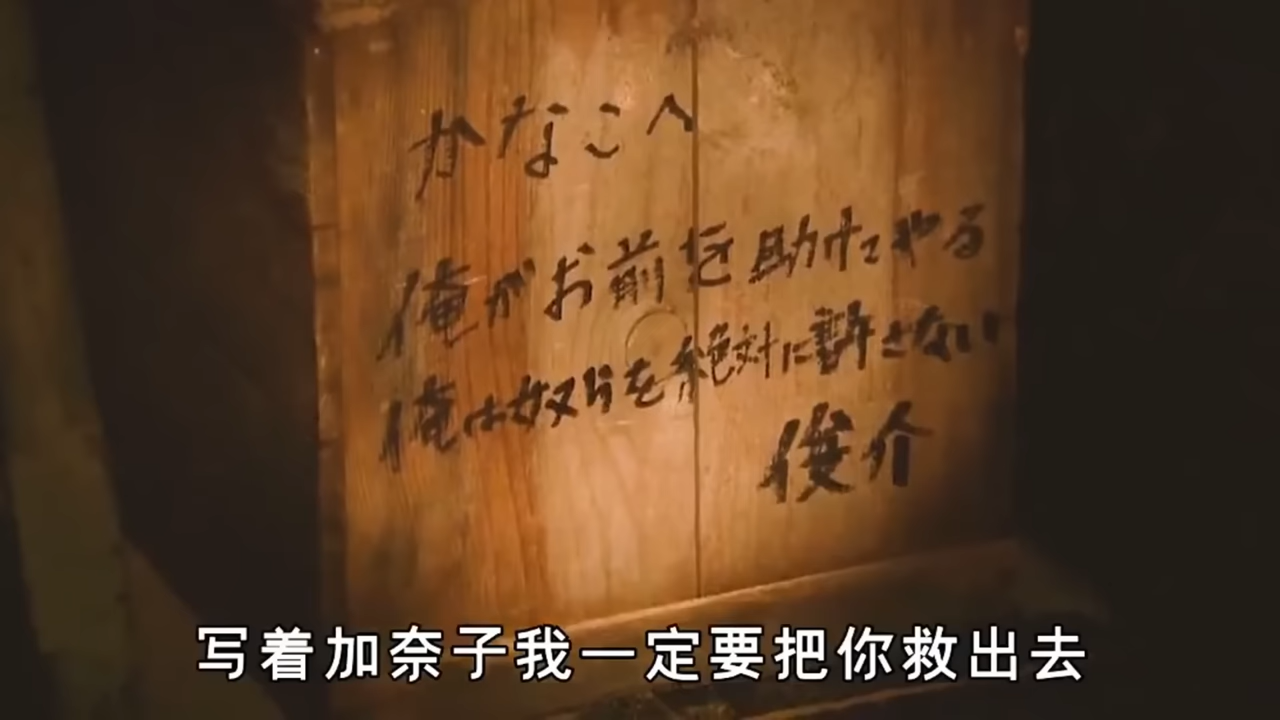 かなこへ
俺がお前を助けてやる
俺は奴らを絶対に許さない
俊介
写着加奈子我一定要把你救出去